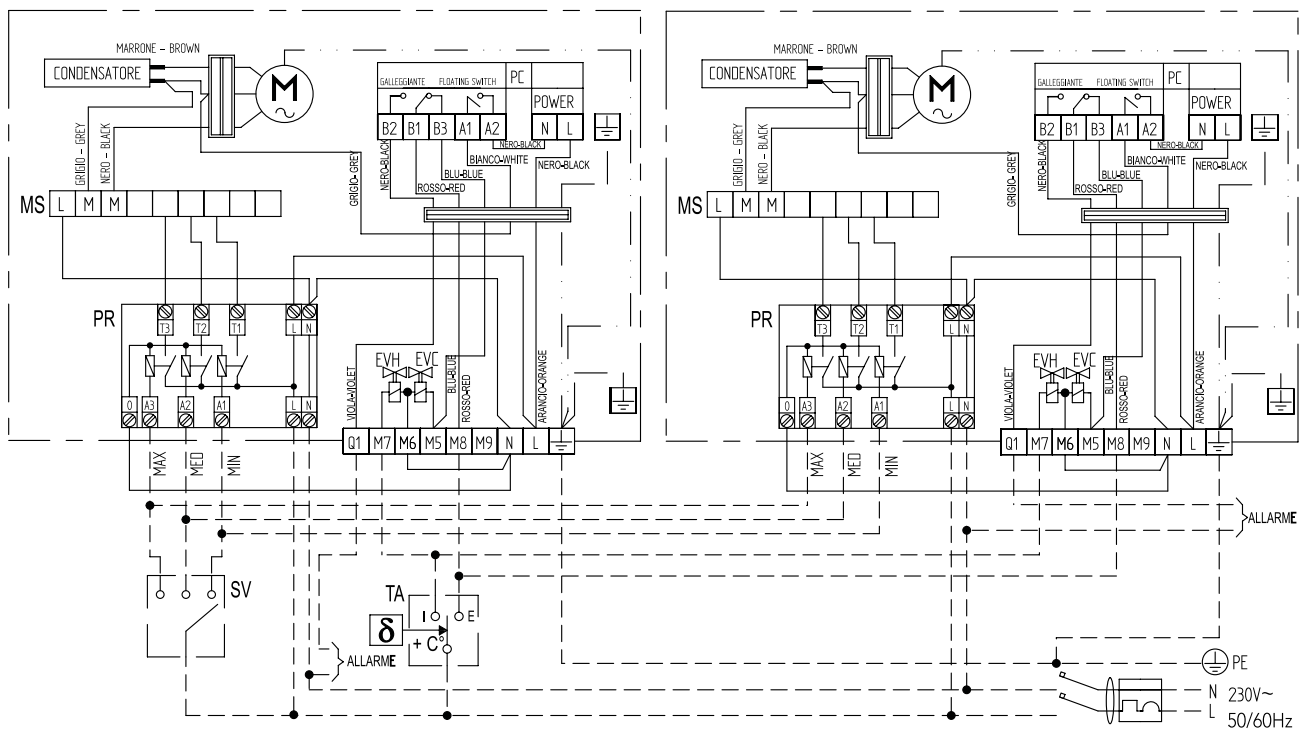 MARRONE - BROWN
CONDENSATORE
M
GALLEGGIANTE FLOATING SWITCH PC
POWER
B2 B1 B3 A1 A2 N L
NERO-BLACK
BIANCO-WHITE
NERO-BLACK
BLU-BLUE
ROSSO-RED
NERO-BLACK
GRIGIO-GREY
GRIGIO - GREY
NERO - BLACK
MS L M M
PR
T3 T2 T1 L N
0 A3 A2 A1 L N
EVH EVC
VIOLA-VIOLET
BLU-BLUE
ROSSO-RED
ARANCIO-ORANGE
Q1 M7 M6 M5 M8 M9 N L
MAX
MED
MIN
MARRONE - BROWN
CONDENSATORE
M
GALLEGGIANTE FLOATING SWITCH PC
POWER
B2 B1 B3 A1 A2 N L
NERO-BLACK
BIANCO-WHITE
NERO-BLACK
BLU-BLUE
ROSSO-RED
NERO-BLACK
GRIGIO-GREY
GRIGIO - GREY
NERO - BLACK
MS L M M
PR
T3 T2 T1 L N
0 A3 A2 A1 L N
EVH EVC
VIOLA-VIOLET
BLU-BLUE
ROSSO-RED
ARANCIO-ORANGE
Q1 M7 M6 M5 M8 M9 N L
MAX
MED
MIN
ALLARME
SV
TA
I E
δ
+ C°
ALLARME
PE
N 230V~
L 50/60Hz